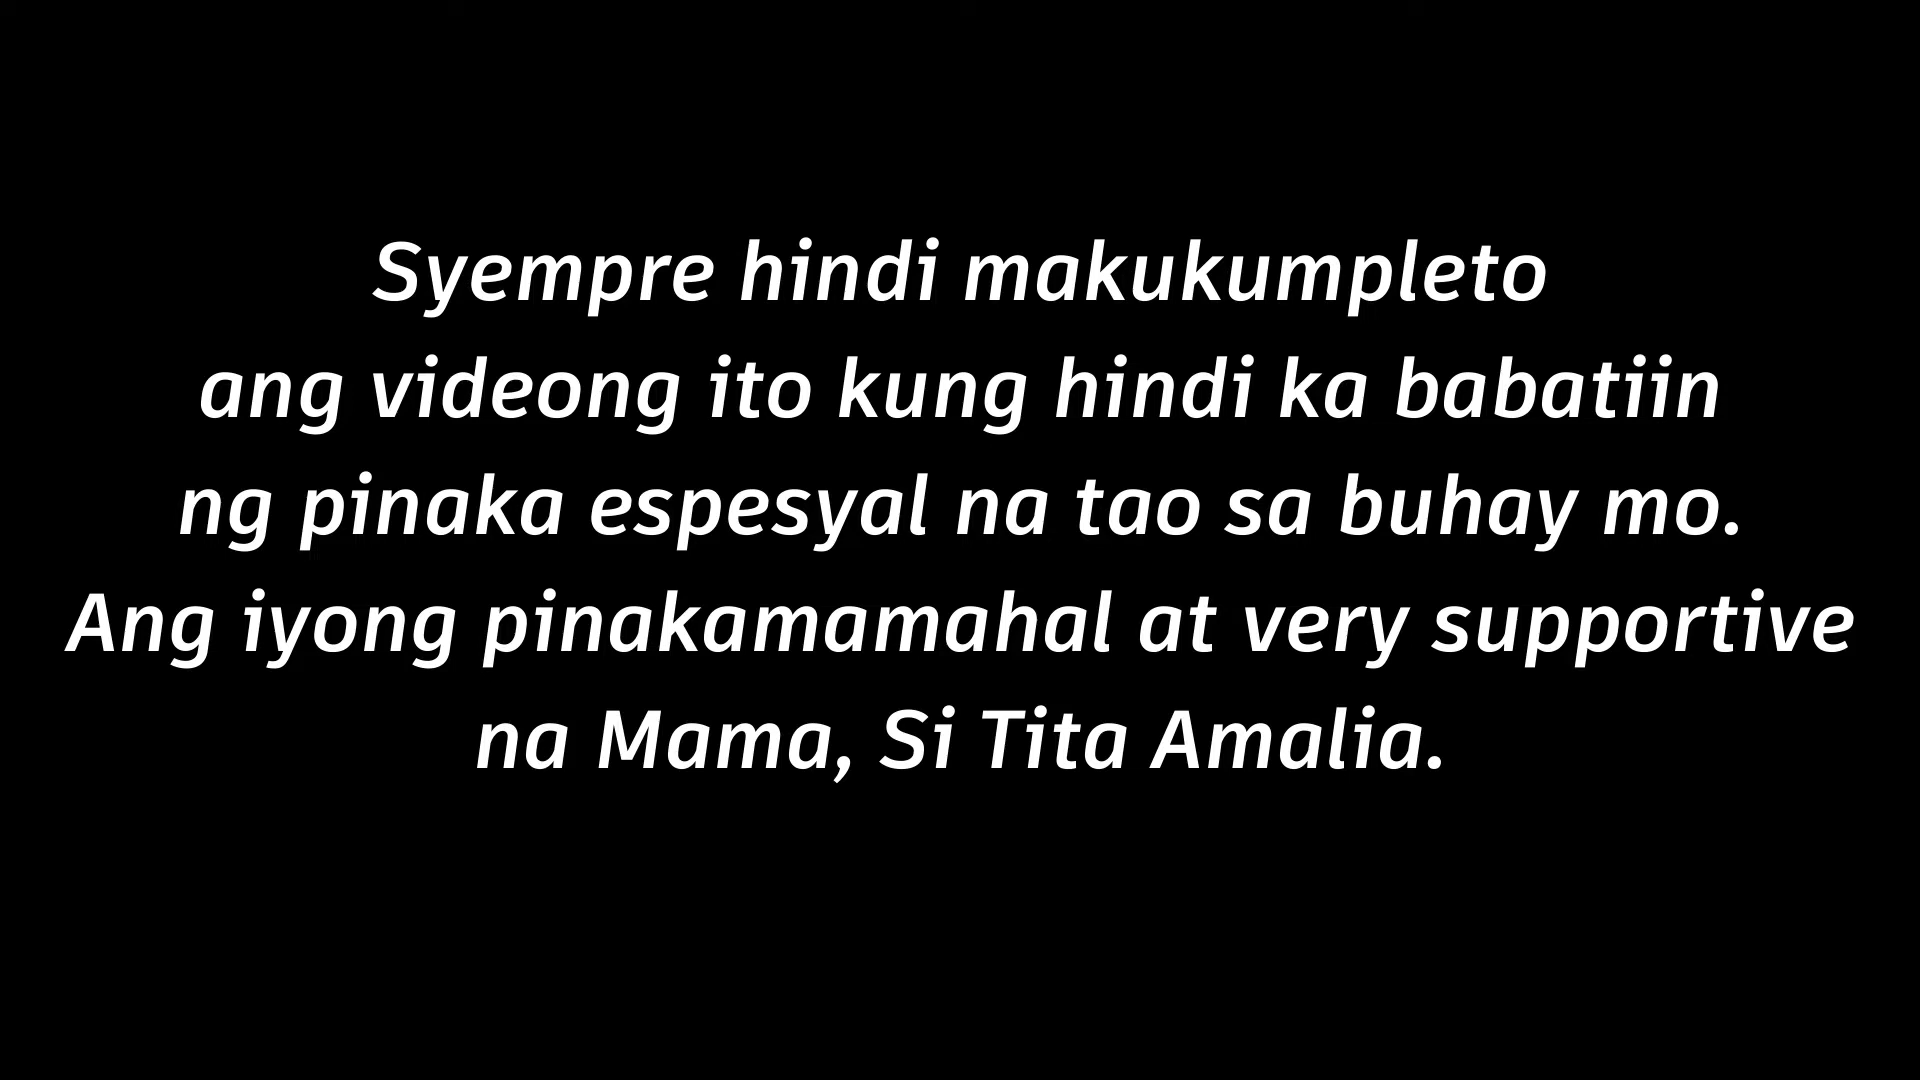 Syempre hindi makukumpleto
ang videong ito kung hindi ka babatiin
ng pinaka espesyal na tao sa buhay mo.
Ang iyong pinakamamahal at very supportive
na Mama, Si Tita Amalia.